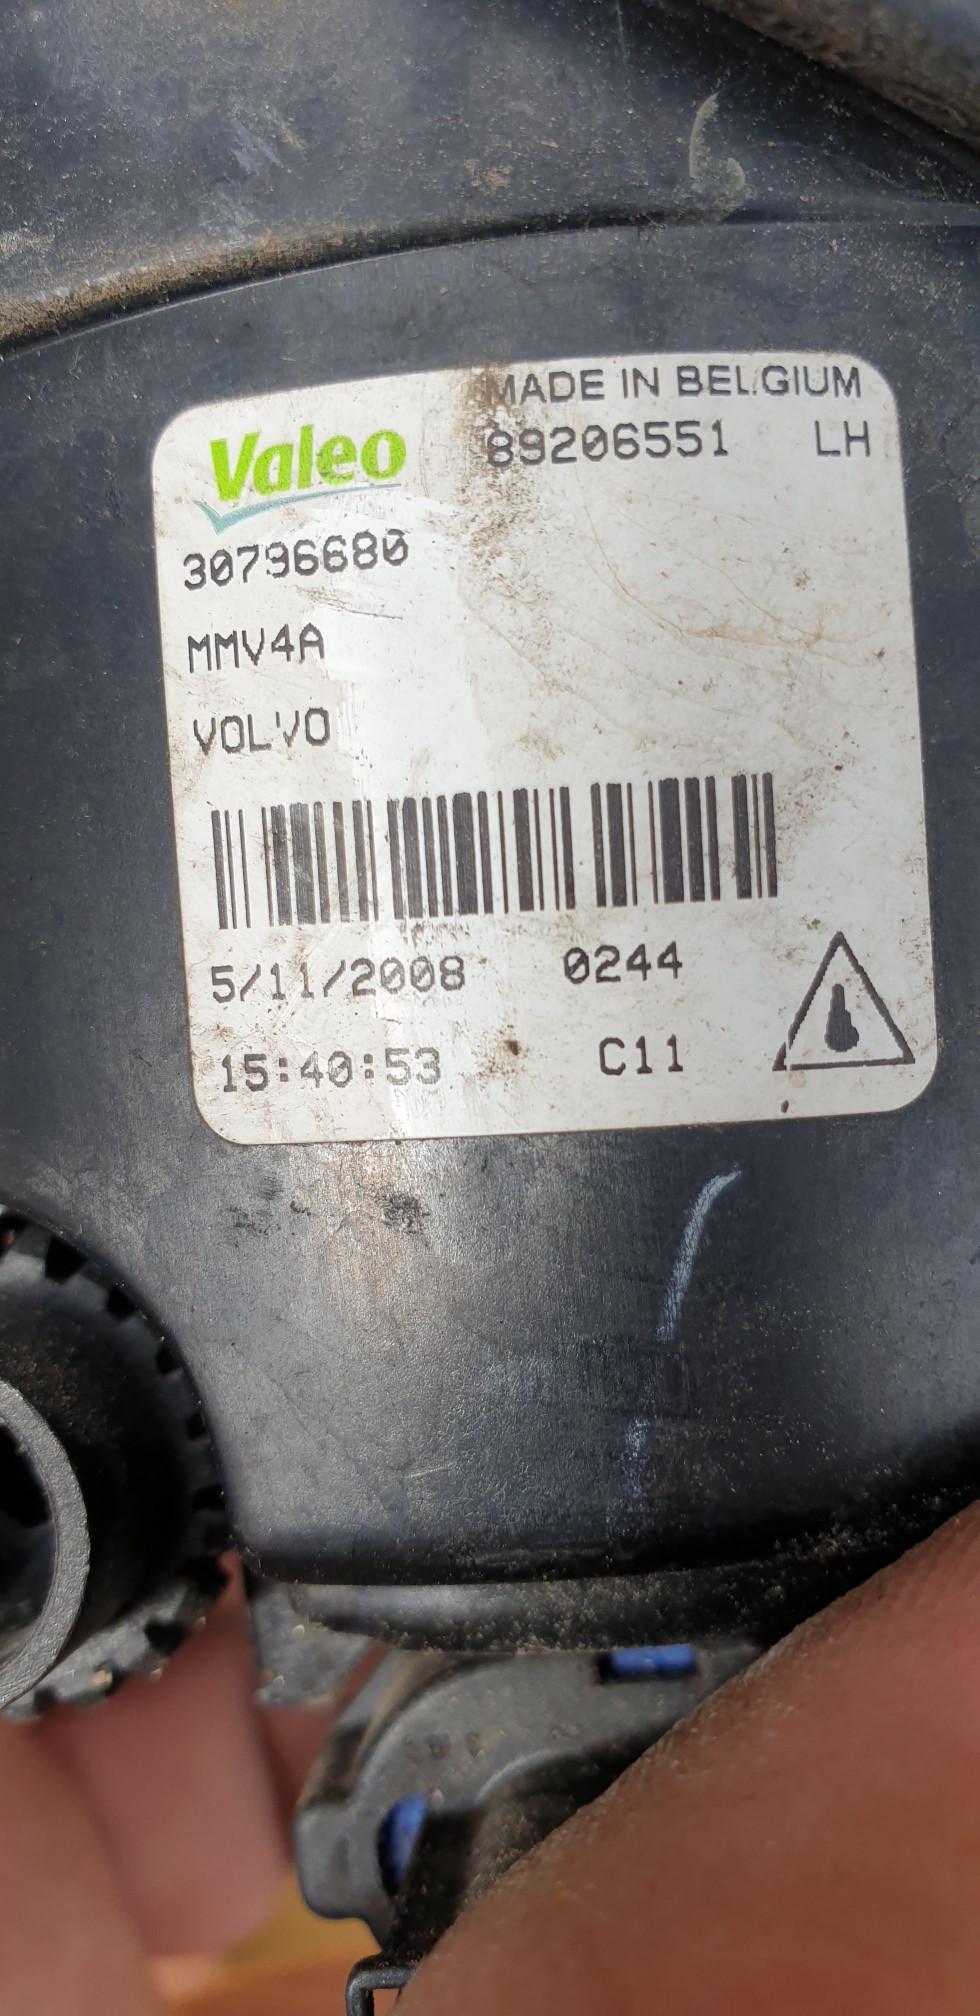 MADE IN BELGIUM
Valeo 89206551 LH
30796680
MMV4A
VOLVO
5/11/2008 0244
15:40:53 C11